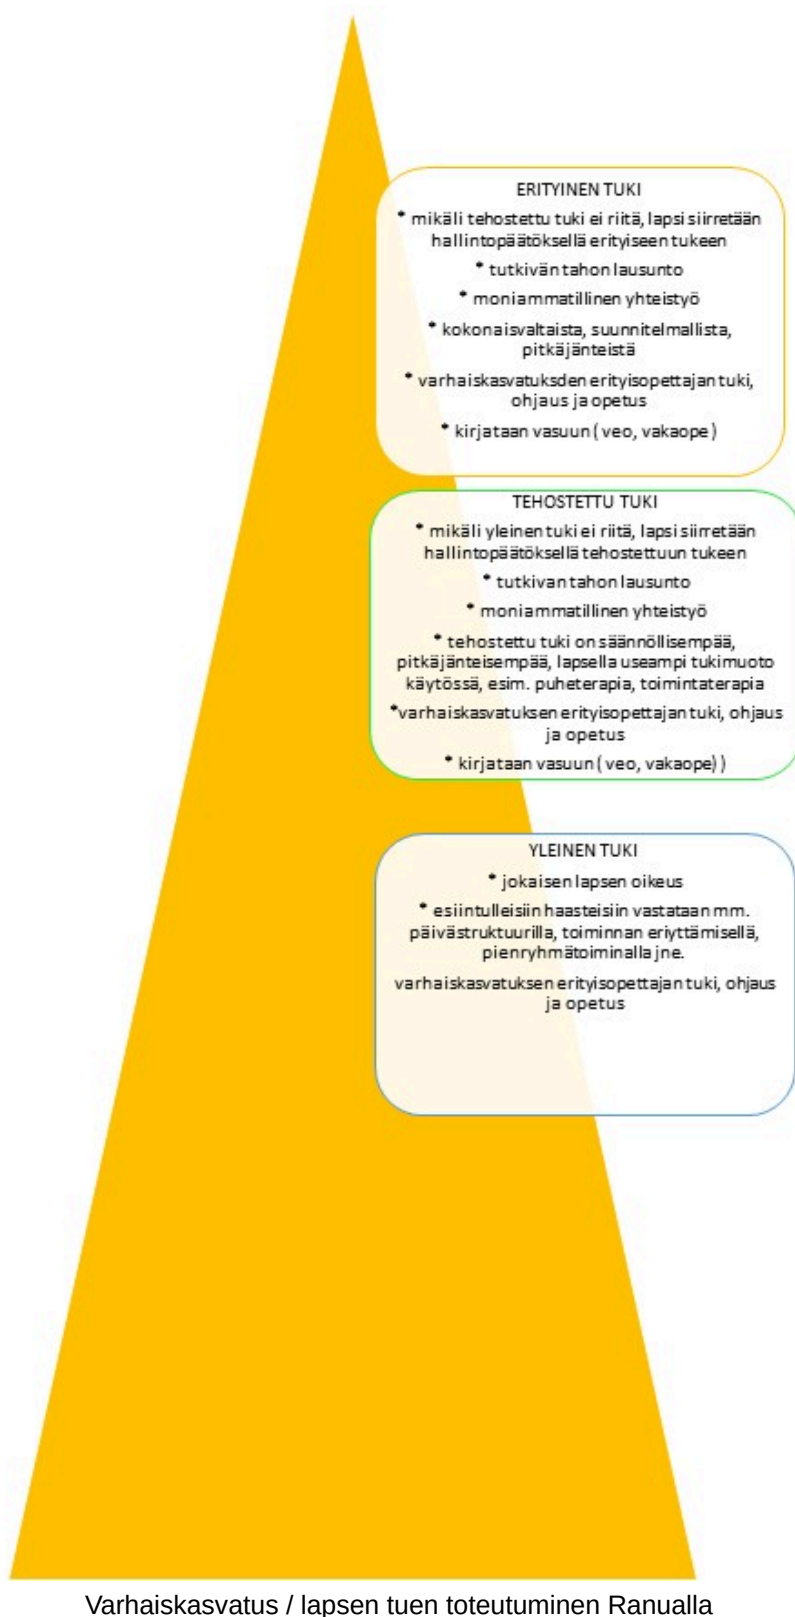 ERITYINEN TUKI
* mikäli tehostettu tuki ei riitä, lapsi siirretään
hallintopäätöksellä erityiseen tukeen
* tutkivän tahon lausunto
* moniammatillinen yhteistyö
* kokonaisvaltaista, suunnitelmallista,
pitkäjänteistä
* varhaiskasvatuksden erityisopettajan tuki,
ohjaus ja opetus
* kirjataan vasuun ( veo, vakaope )
TEHOSTETTU TUKI
* mikäli yleinen tuki ei riitä, lapsi siirretään
hallintopäätöksellä tehostettuun tukeen
* tutkivan tahon lausunto
* moniammatillinen yhteistyö
* tehostettu tuki on säännöllisempää,
pitkäjänteisempää, lapsella useampi tukimuoto
käytössä, esim. puheterapia, toimintaterapia
*varhaiskasvatuksen erityisopettajan tuki, ohjaus
ja opetus
* kirjataan vasuun ( veo, vakaope) )
YLEINEN TUKI
* jokaisen lapsen oikeus
* esiintulleisiin haasteisiin vastataan mm.
päivästruktuurilla, toiminnan eriyttämisellä,
pienryhmätoiminalla jne.
varhaiskasvatuksen erityisopettajan tuki, ohjaus
ja opetus
Varhaiskasvatus / lapsen tuen toteutuminen Ranualla